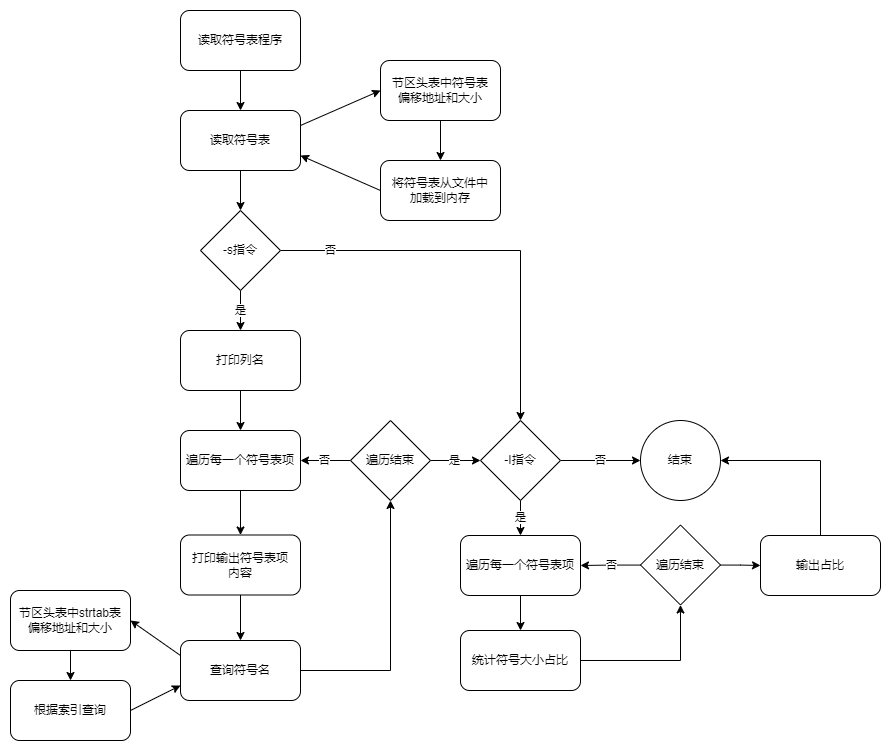 读取符号表程序
节区头表中符号表
偏移地址和大小
读取符号表
将符号表从文件中
加载到内存
-s指令
否
是
打印列名
遍历每一个符号表项
否
遍历结束
是
-l指令
否
结束
是
打印输出符号表项
内容
遍历每一个符号表项
否
遍历结束
输出占比
节区头表中strtab表
偏移地址和大小
查询符号名
统计符号大小占比
根据索引查询